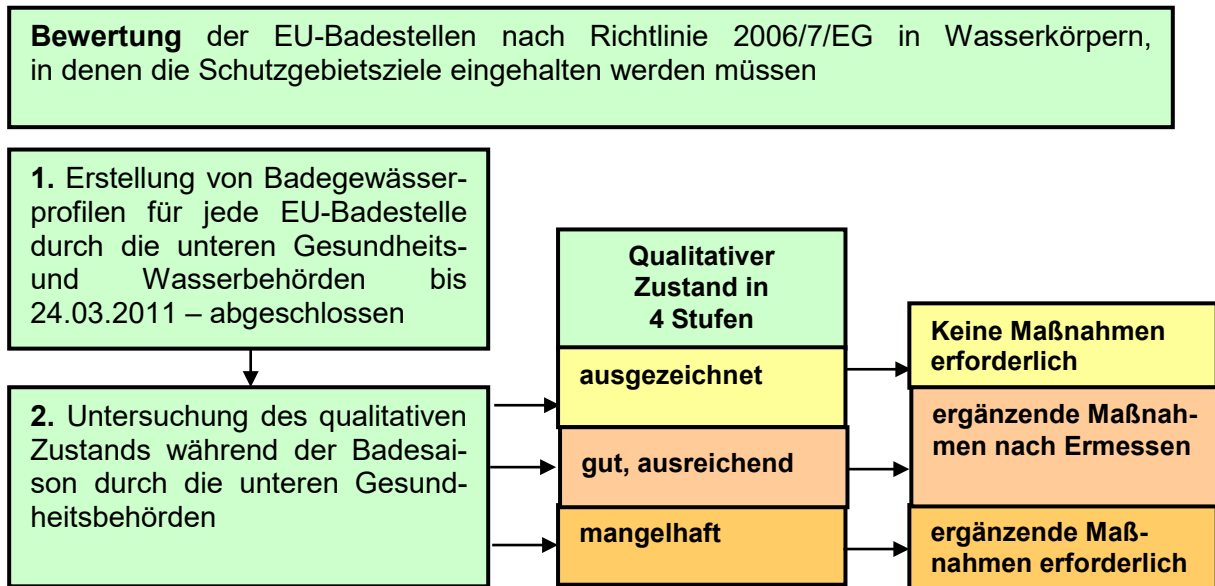 Bewertung der EU-Badestellen nach Richtlinie 2006/7/EG in Wasserkörpern,
in denen die Schutzgebietsziele eingehalten werden müssen
1. Erstellung von Badegewässer-
profilen für jede EU-Badestelle
durch die unteren Gesundheits-
und Wasserbehörden bis
24.03.2011 – abgeschlossen
2. Untersuchung des qualitativen
Zustands während der Badesai-
son durch die unteren Gesund-
heitsbehörden
Qualitativer
Zustand in
4 Stufen
ausgezeichnet
gut, ausreichend
mangelhaft
Keine Maßnahmen
erforderlich
ergänzende Maßnah-
men nach Ermessen
ergänzende Maß-
nahmen erforderlich